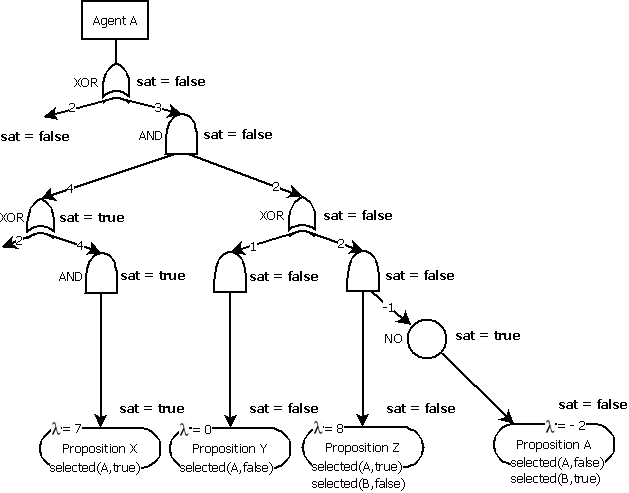 Agent A
XOR sat = false
2 3
sat = false
AND sat = false
4 2
XOR sat = true
XOR sat = false
2 4
1 2
AND sat = true
sat = false
sat = false
-1
NO sat = true
sat = true
sat = false
sat = false
sat = false
λ = 7
λ = 0
λ = 8
λ = - 2
Proposition X
selected(A,true)
Proposition Y
selected(A,false)
Proposition Z
selected(A,true)
selected(B,false)
Proposition A
selected(A,false)
selected(B,true)